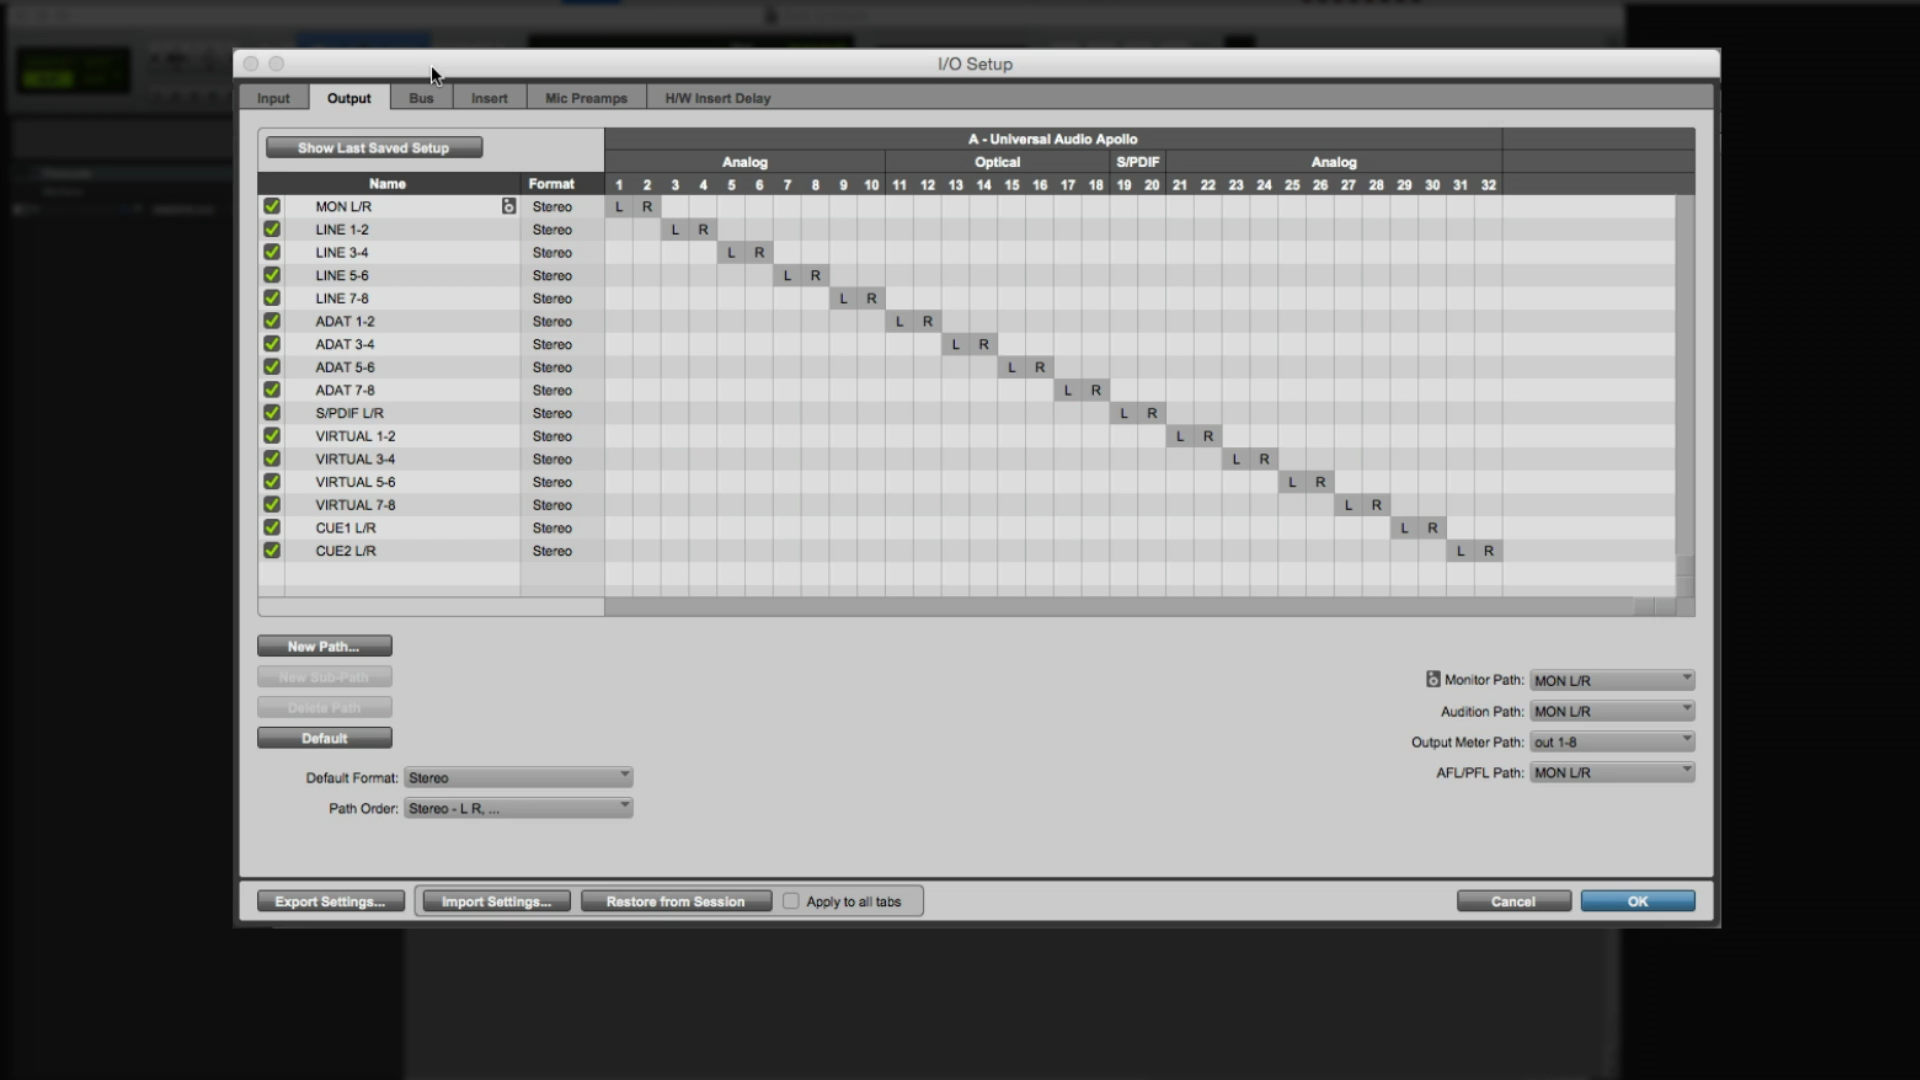 I/O Setup
Input Output Bus Insert Mic Preamps H/W Insert Delay
Show Last Saved Setup
A - Universal Audio Apollo
Analog Optical S/PDIF Analog
Name Format 1 2 3 4 5 6 7 8 9 10 11 12 13 14 15 16 17 18 19 20 21 22 23 24 25 26 27 28 29 30 31 32
MON L/R Stereo L R
LINE 1-2 Stereo L R
LINE 3-4 Stereo L R
LINE 5-6 Stereo L R
LINE 7-8 Stereo L R
ADAT 1-2 Stereo L R
ADAT 3-4 Stereo L R
ADAT 5-6 Stereo L R
ADAT 7-8 Stereo L R
S/PDIF L/R Stereo L R
VIRTUAL 1-2 Stereo L R
VIRTUAL 3-4 Stereo L R
VIRTUAL 5-6 Stereo L R
VIRTUAL 7-8 Stereo L R
CUE1 L/R Stereo L R
CUE2 L/R Stereo L R
New Path...
New Sub-Path
Delete Path
Default
Default Format: Stereo
Path Order: Stereo - L R, ...
Monitor Path: MON L/R
Audition Path: MON L/R
Output Meter Path: out 1-8
AFL/PFL Path: MON L/R
Export Settings... Import Settings... Restore from Session Apply to all tabs Cancel OK